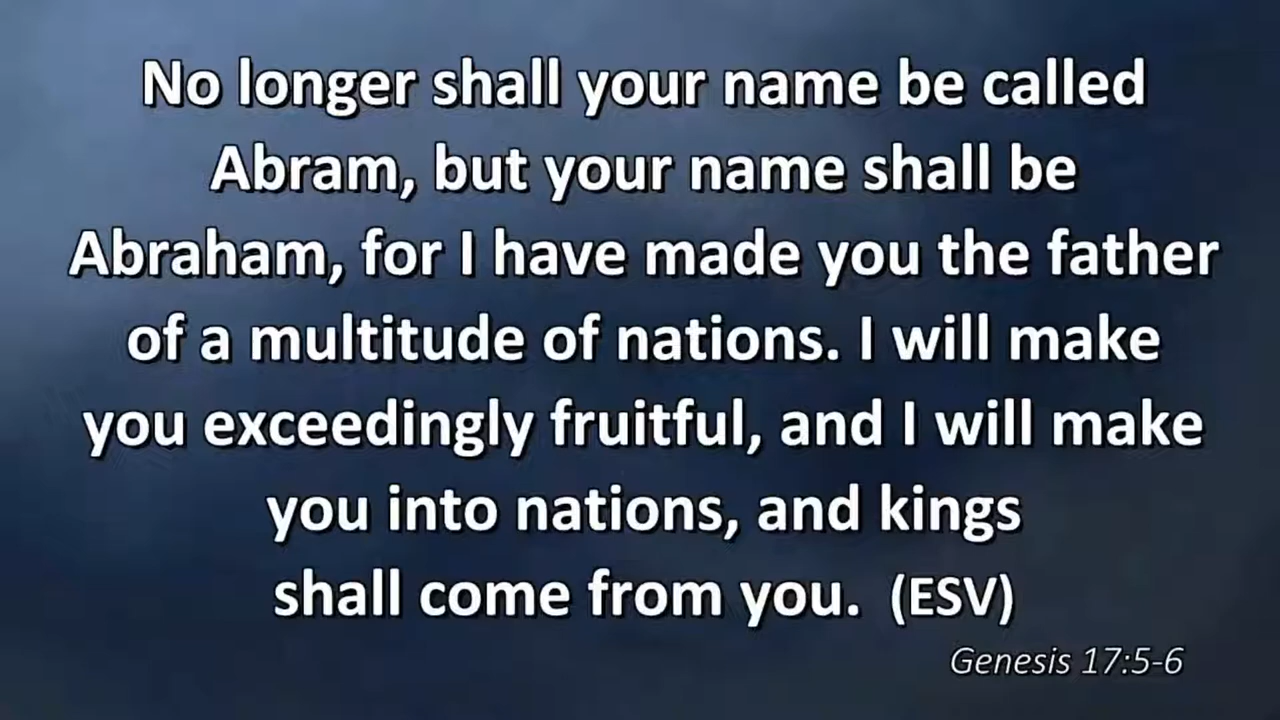 No longer shall your name be called
Abram, but your name shall be
Abraham, for I have made you the father
of a multitude of nations. I will make
you exceedingly fruitful, and I will make
you into nations, and kings
shall come from you. (ESV)
Genesis 17:5-6